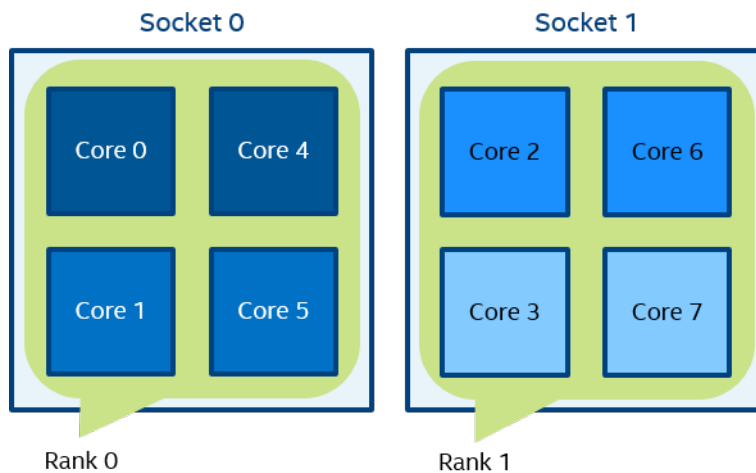 Socket 0
Socket 1
Core 0
Core 4
Core 2
Core 6
Core 1
Core 5
Core 3
Core 7
Rank 0
Rank 1